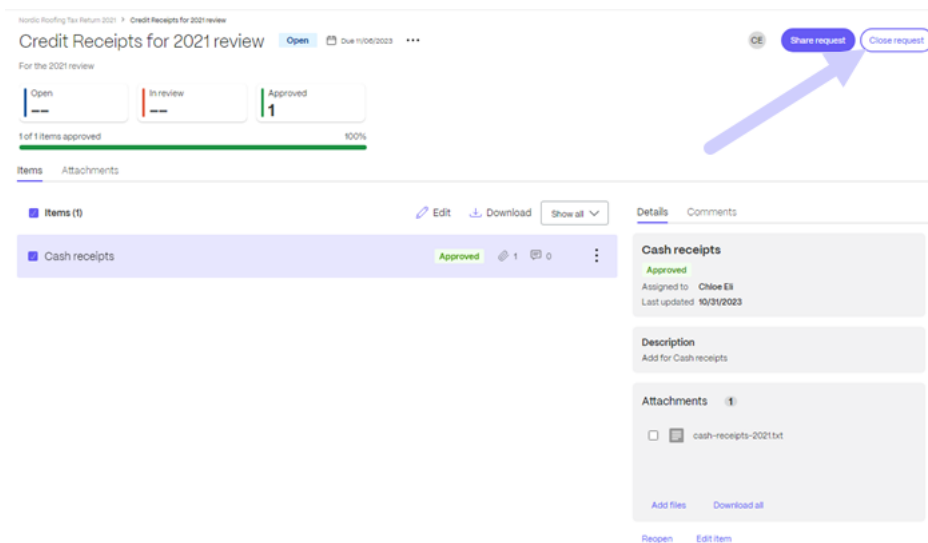 Nordic Roofing Tax Return 2021 > Credit Receipts for 2021 review
Credit Receipts for 2021 review Open Due 11/06/2023 ...
CE Share request Close request
For the 2021 review
Open In review Approved
-- -- 1
1 of 1 items approved 100%
Items Attachments
Items (1) Edit Download Show all
Cash receipts Approved 1 0
Details Comments
Cash receipts
Approved
Assigned to Chloe Eli
Last updated 10/31/2023
Description
Add for Cash receipts
Attachments 1
cash-receipts-2021.txt
Add files Download all
Reopen Edit item